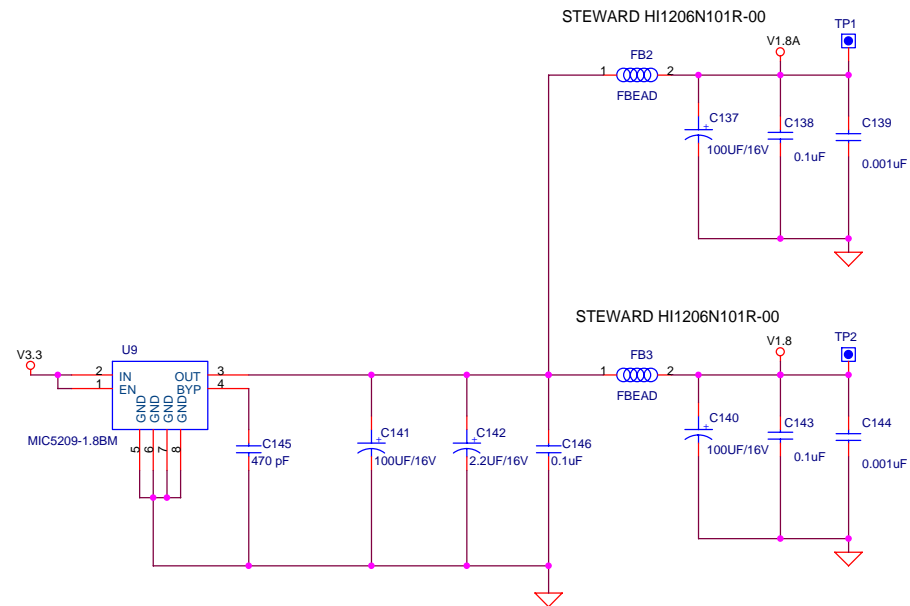 STEWARD HI1206N101R-00
TP1
V1.8A
FB2
1 2
FBEAD
C137
100UF/16V
C138
0.1uF
C139
0.001uF
STEWARD HI1206N101R-00
TP2
V1.8
FB3
1 2
FBEAD
C140
100UF/16V
C143
0.1uF
C144
0.001uF
V3.3
U9
2 IN OUT 3
1 EN BYP 4
GND GND GND GND
5 6 7 8
MIC5209-1.8BM
C145
470 pF
C141
100UF/16V
C142
2.2UF/16V
C146
0.1uF